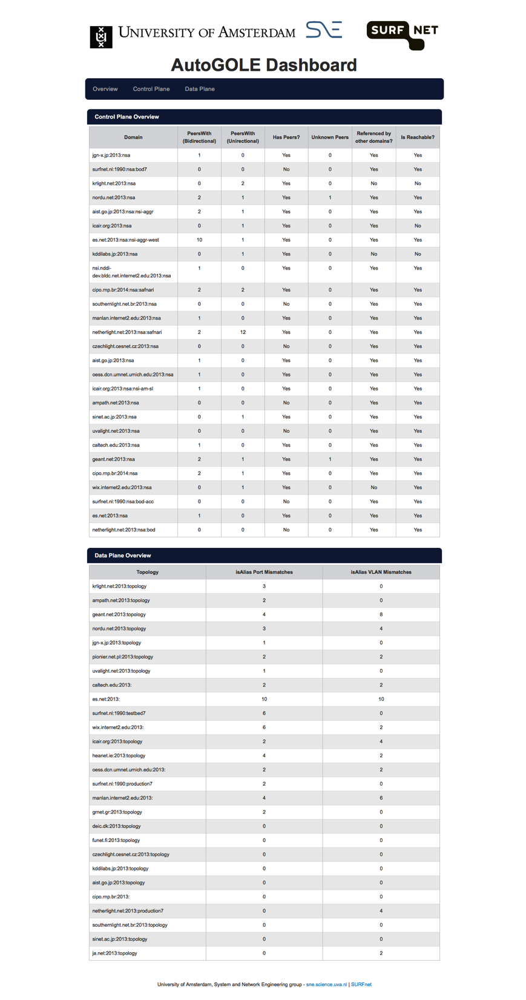 UNIVERSITY OF AMSTERDAM SNE SURF NET
AutoGOLE Dashboard
Overview Control Plane Data Plane
Control Plane Overview
Domain PeersWith (Bidirectional) PeersWith (Unirectional) Has Peers? Unknown Peers Referenced by other domains? Is Reachable?
jgn-x.jp:2013:nsa 1 0 Yes 0 Yes Yes
surfnet.nl:1990:nsa:bod7 0 0 No 0 Yes Yes
krlight.net:2013:nsa 0 2 Yes 0 No No
nordu.net:2013:nsa 2 1 Yes 1 Yes Yes
aist.go.jp:2013:nsa:nsi-aggr 2 1 Yes 0 Yes Yes
icair.org:2013:nsa 0 1 Yes 0 Yes No
es.net:2013:nsa:nsi-aggr-west 10 1 Yes 0 Yes Yes
kddilabs.jp:2013:nsa 0 1 Yes 0 No No
nsi.nddi-
dev.bldc.net.internet2.edu:2013:nsa 1 0 Yes 0 Yes Yes
cipo.rnp.br:2014:nsa:safnari 2 2 Yes 0 Yes Yes
southernlight.net.br:2013:nsa 0 0 No 0 Yes Yes
manlan.internet2.edu:2013:nsa 1 0 Yes 0 Yes Yes
netherlight.net:2013:nsa:safnari 2 12 Yes 0 Yes Yes
czechlight.cesnet.cz:2013:nsa 0 0 No 0 Yes Yes
aist.go.jp:2013:nsa 1 0 Yes 0 Yes Yes
oess.dcn.umnet.umich.edu:2013:nsa 1 0 Yes 0 Yes Yes
icair.org:2013:nsa:nsi-am-sl 1 0 Yes 0 Yes Yes
ampath.net:2013:nsa 0 0 No 0 Yes Yes
sinet.ac.jp:2013:nsa 0 1 Yes 0 Yes Yes
uvalight.net:2013:nsa 0 0 No 0 Yes Yes
caltech.edu:2013:nsa 1 0 Yes 0 Yes Yes
geant.net:2013:nsa 2 1 Yes 1 Yes Yes
cipo.rnp.br:2014:nsa 2 1 Yes 0 Yes Yes
wix.internet2.edu:2013:nsa 0 1 Yes 0 No Yes
surfnet.nl:1990:nsa:bod-acc 0 0 No 0 Yes Yes
es.net:2013:nsa 1 0 Yes 0 Yes Yes
netherlight.net:2013:nsa:bod 0 0 No 0 Yes Yes
Data Plane Overview
Topology isAlias Port Mismatches isAlias VLAN Mismatches
krlight.net:2013:topology 3 0
ampath.net:2013:topology 2 0
geant.net:2013:topology 4 8
nordu.net:2013:topology 3 4
jgn-x.jp:2013:topology 1 0
pionier.net.pl:2013:topology 2 2
uvalight.net:2013:topology 1 0
caltech.edu:2013: 2 2
es.net:2013: 10 10
surfnet.nl:1990:testbed7 6 0
wix.internet2.edu:2013: 6 2
icair.org:2013:topology 2 4
heanet.ie:2013:topology 4 2
oess.dcn.umnet.umich.edu:2013: 2 2
surfnet.nl:1990:production7 2 0
manlan.internet2.edu:2013: 4 6
grnet.gr:2013:topology 2 0
deic.dk:2013:topology 0 0
funet.fi:2013:topology 0 0
czechlight.cesnet.cz:2013:topology 0 0
kddilabs.jp:2013:topology 0 0
aist.go.jp:2013:topology 0 0
cipo.rnp.br:2013: 0 0
netherlight.net:2013:production7 0 4
southernlight.net.br:2013:topology 0 0
sinet.ac.jp:2013:topology 0 0
ja.net:2013:topology 0 2
University of Amsterdam, System and Network Engineering group - sne.science.uva.nl | SURFnet